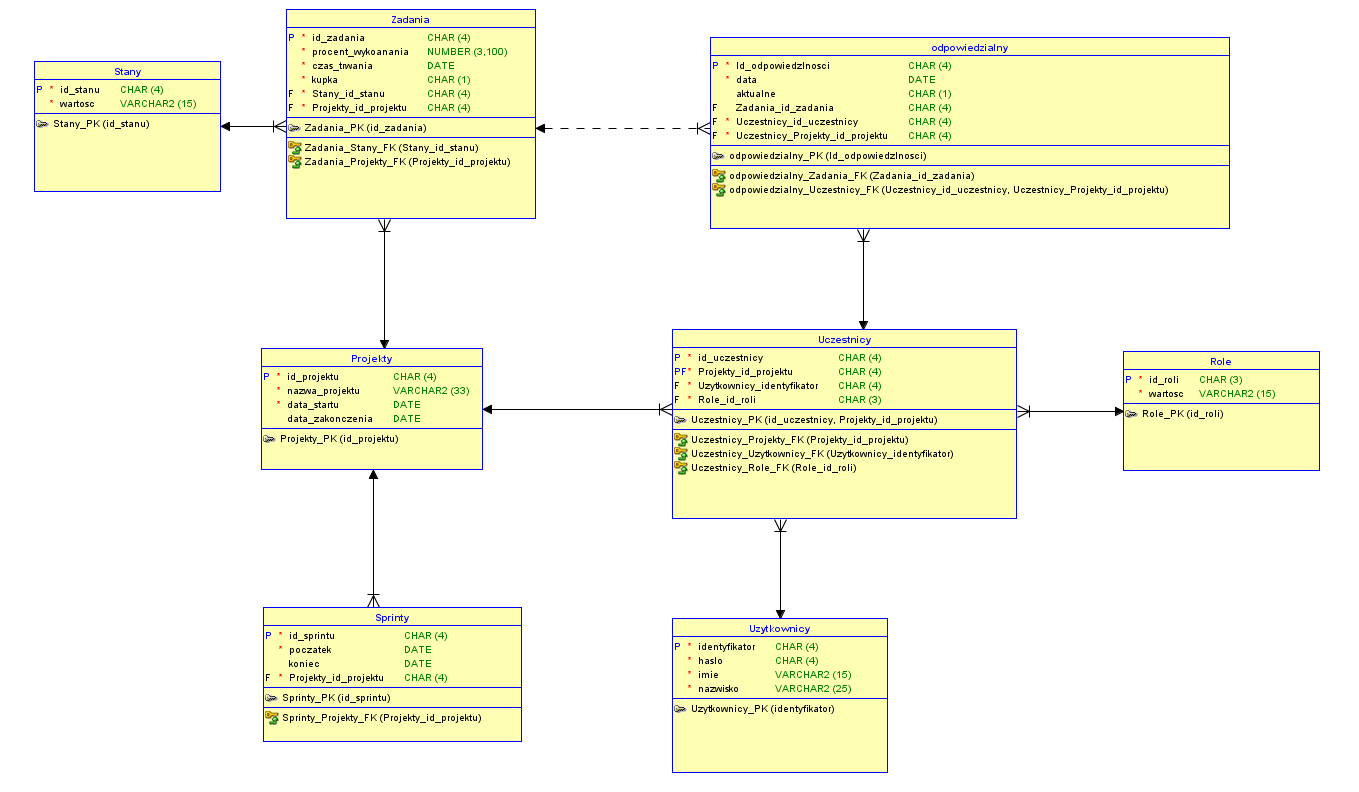 Stany
P * id_stanu CHAR (4)
* wartosc VARCHAR2 (15)
Stany_PK (id_stanu)
Zadania
P * id_zadania CHAR (4)
* procent_wykoanania NUMBER (3,100)
* czas_trwania DATE
* kupka CHAR (1)
F * Stany_id_stanu CHAR (4)
F * Projekty_id_projektu CHAR (4)
Zadania_PK (id_zadania)
Zadania_Stany_FK (Stany_id_stanu)
Zadania_Projekty_FK (Projekty_id_projektu)
odpowiedzialny
P * Id_odpowiedzlnosci CHAR (4)
* data DATE
aktualne CHAR (1)
F Zadania_id_zadania CHAR (4)
F * Uczestnicy_id_uczestnicy CHAR (4)
F * Uczestnicy_Projekty_id_projektu CHAR (4)
odpowiedzialny_PK (Id_odpowiedzlnosci)
odpowiedzialny_Zadania_FK (Zadania_id_zadania)
odpowiedzialny_Uczestnicy_FK (Uczestnicy_id_uczestnicy, Uczestnicy_Projekty_id_projektu)
Projekty
P * id_projektu CHAR (4)
* nazwa_projektu VARCHAR2 (33)
* data_startu DATE
data_zakonczenia DATE
Projekty_PK (id_projektu)
Uczestnicy
P * id_uczestnicy CHAR (4)
PF* Projekty_id_projektu CHAR (4)
F * Uzytkownicy_identyfikator CHAR (4)
F * Role_id_roli CHAR (3)
Uczestnicy_PK (id_uczestnicy, Projekty_id_projektu)
Uczestnicy_Projekty_FK (Projekty_id_projektu)
Uczestnicy_Uzytkownicy_FK (Uzytkownicy_identyfikator)
Uczestnicy_Role_FK (Role_id_roli)
Role
P * id_roli CHAR (3)
* wartosc VARCHAR2 (15)
Role_PK (id_roli)
Sprinty
P * id_sprintu CHAR (4)
* poczatek DATE
koniec DATE
F * Projekty_id_projektu CHAR (4)
Sprinty_PK (id_sprintu)
Sprinty_Projekty_FK (Projekty_id_projektu)
Uzytkownicy
P * identyfikator CHAR (4)
* haslo CHAR (4)
* imie VARCHAR2 (15)
* nazwisko VARCHAR2 (25)
Uzytkownicy_PK (identyfikator)